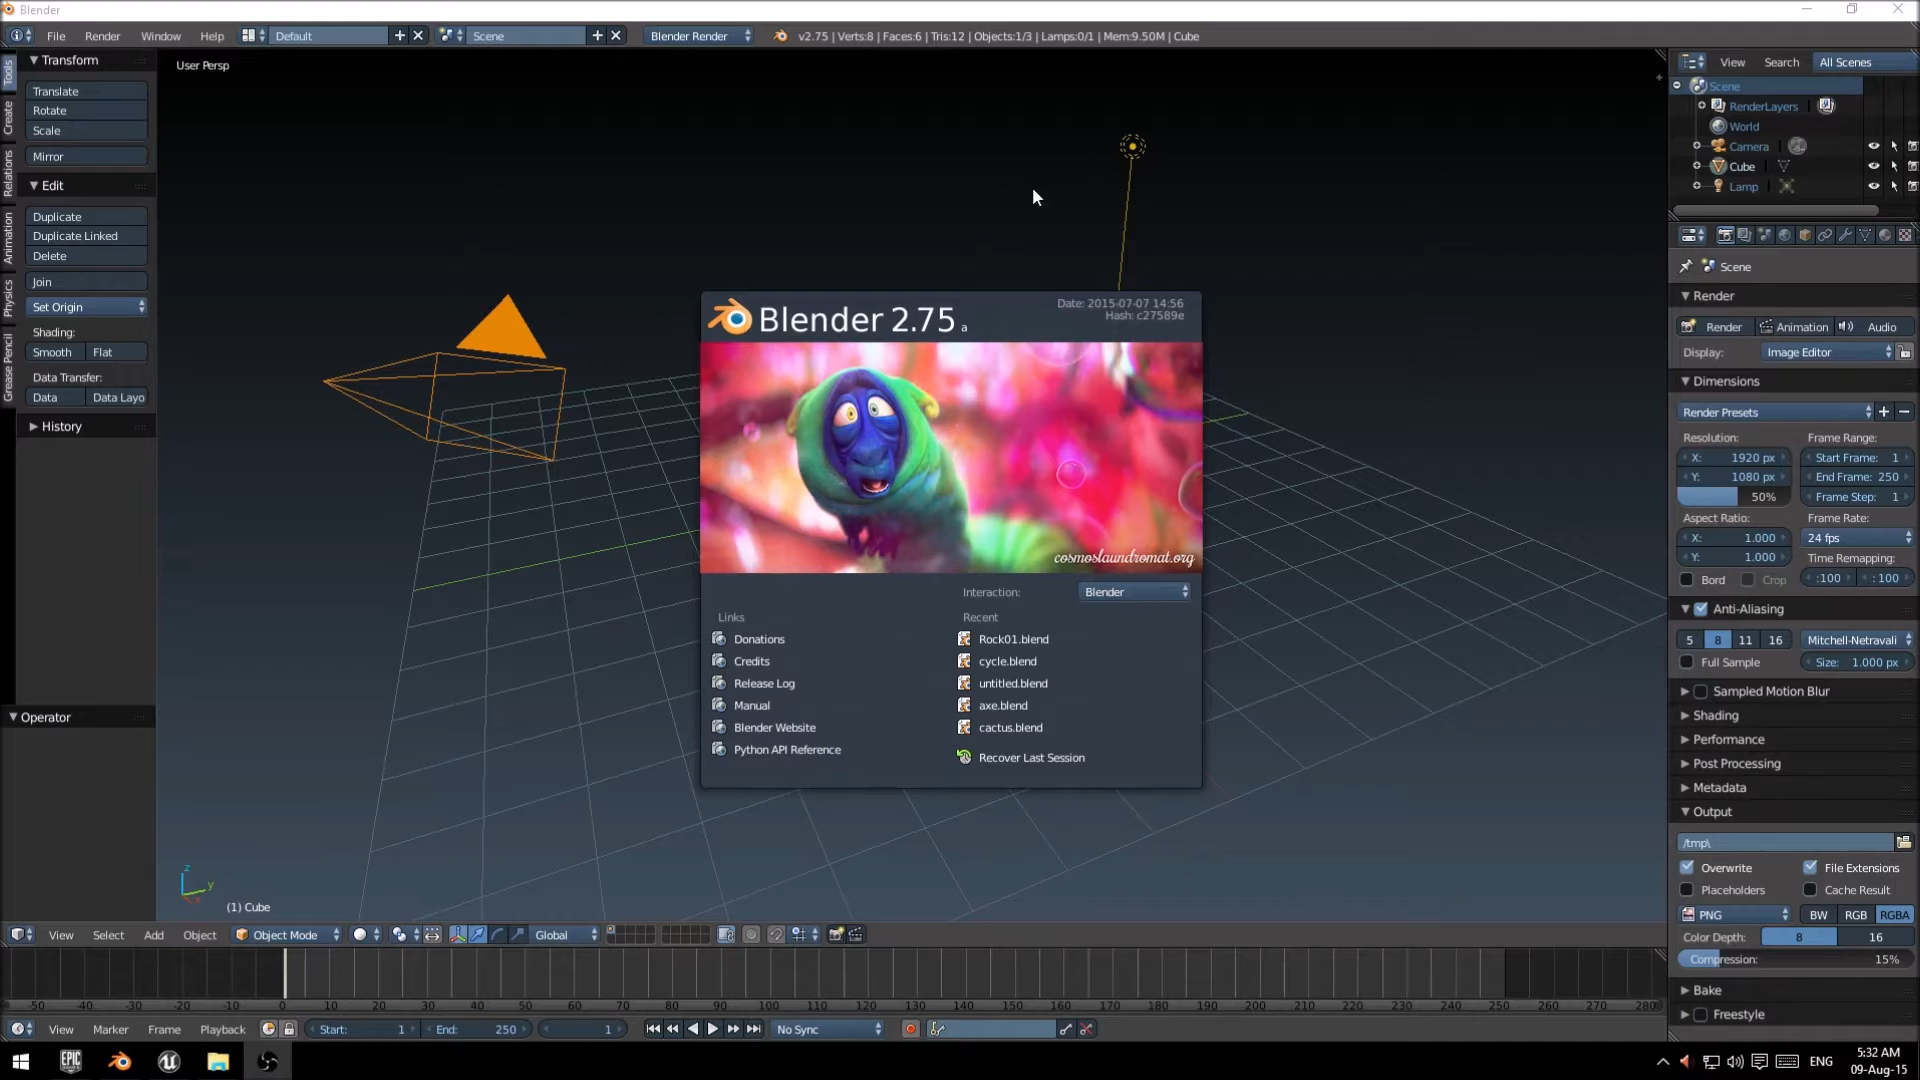 Blender
File Render Window Help Default Scene Blender Render v2.75 | Verts:8 | Faces:6 | Tris:12 | Objects:1/3 | Lamps:0/1 | Mem:9.50M | Cube
Tools
Create
Relations
Animation
Physics
Grease Pencil
Transform
Translate
Rotate
Scale
Mirror
Edit
Duplicate
Duplicate Linked
Delete
Join
Set Origin
Shading:
Smooth Flat
Data Transfer:
Data Data Layo
History
Operator
User Persp
Blender 2.75 a
Date: 2015-07-07 14:56
Hash: c27589e
cosmoslaundromat.org
Interaction: Blender
Links
Donations
Credits
Release Log
Manual
Blender Website
Python API Reference
Recent
Rock01.blend
cycle.blend
untitled.blend
axe.blend
cactus.blend
Recover Last Session
z
y
(1) Cube
View Search All Scenes
Scene
RenderLayers
World
Camera
Cube
Lamp
Scene
Render
Render Animation Audio
Display: Image Editor
Dimensions
Render Presets
Resolution: Frame Range:
X: 1920 px Start Frame: 1
Y: 1080 px End Frame: 250
50% Frame Step: 1
Aspect Ratio: Frame Rate:
X: 1.000 24 fps
Y: 1.000 Time Remapping:
Bord Crop :100 : 100
Anti-Aliasing
5 8 11 16 Mitchell-Netravali
Full Sample Size: 1.000 px
Sampled Motion Blur
Shading
Performance
Post Processing
Metadata
Output
/tmp\
Overwrite File Extensions
Placeholders Cache Result
PNG BW RGB RGBA
Color Depth: 8 16
Compression: 15%
Bake
Freestyle
View Select Add Object Object Mode Global
-50 -40 -30 -20 -10 0 10 20 30 40 50 60 70 80 90 100 110 120 130 140 150 160 170 180 190 200 210 220 230 240 250 260 270 280
View Marker Frame Playback Start: 1 End: 250 1 No Sync
EPIC GAMES
ENG
5:32 AM
09-Aug-15